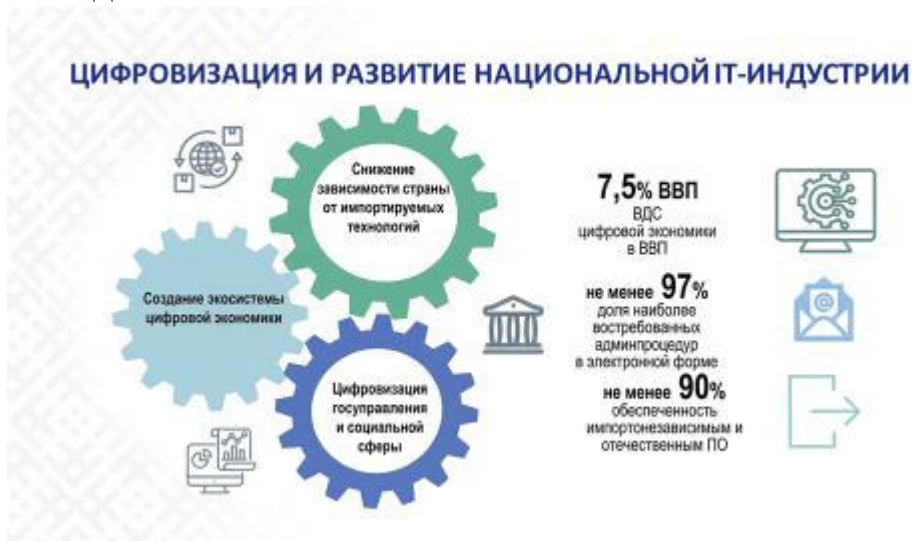 ЦИФРОВИЗАЦИЯ И РАЗВИТИЕ НАЦИОНАЛЬНОЙ IT-ИНДУСТРИИ
Снижение
зависимости страны
от импортируемых
технологий
Создание экосистемы
цифровой экономики
Цифровизация
госуправления
и социальной
сферы
7,5% ВВП
ВДС
цифровой экономики
в ВВП
не менее 97%
доля наиболее
востребованных
админпроцедур
в электронной форме
не менее 90%
обеспеченность
импортонезависимым и
отечественным ПО